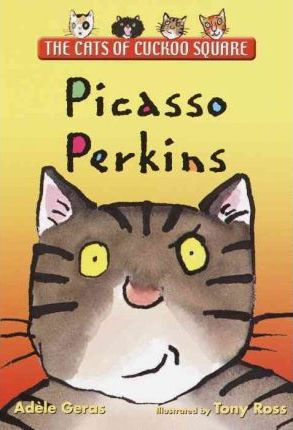 THE CATS OF CUCKOO SQUARE
Picasso
Perkins
Adèle Geras Illustrated by Tony Ross